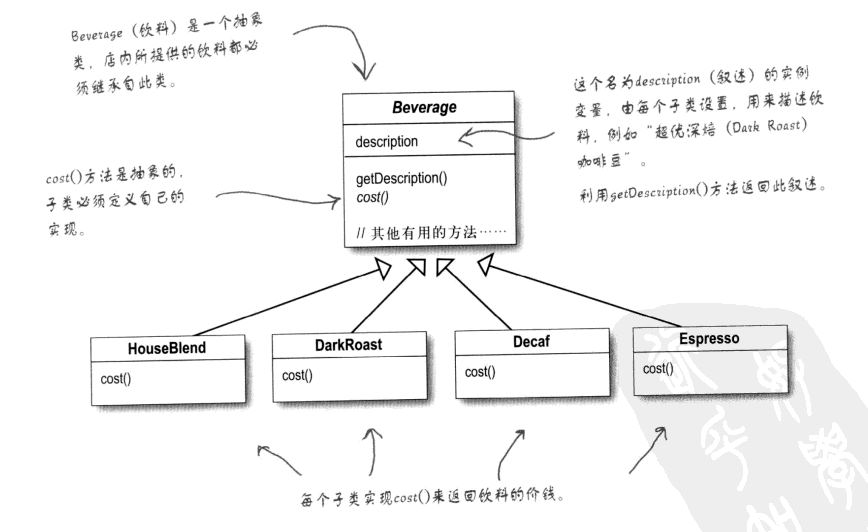 Beverage（饮料）是一个抽象
类，店内所提供的饮料都必
须继承自此类。
Beverage
description
getDescription()
cost()
// 其他有用的方法……
这个名为description（叙述）的实例
变量，由每个子类设置，用来描述饮
料，例如“超优深焙（Dark Roast）
咖啡豆”。
利用getDescription()方法返回此叙述。
cost()方法是抽象的，
子类必须定义自己的
实现。
HouseBlend
cost()
DarkRoast
cost()
Decaf
cost()
Espresso
cost()
每个子类实现cost()来返回饮料的价钱。